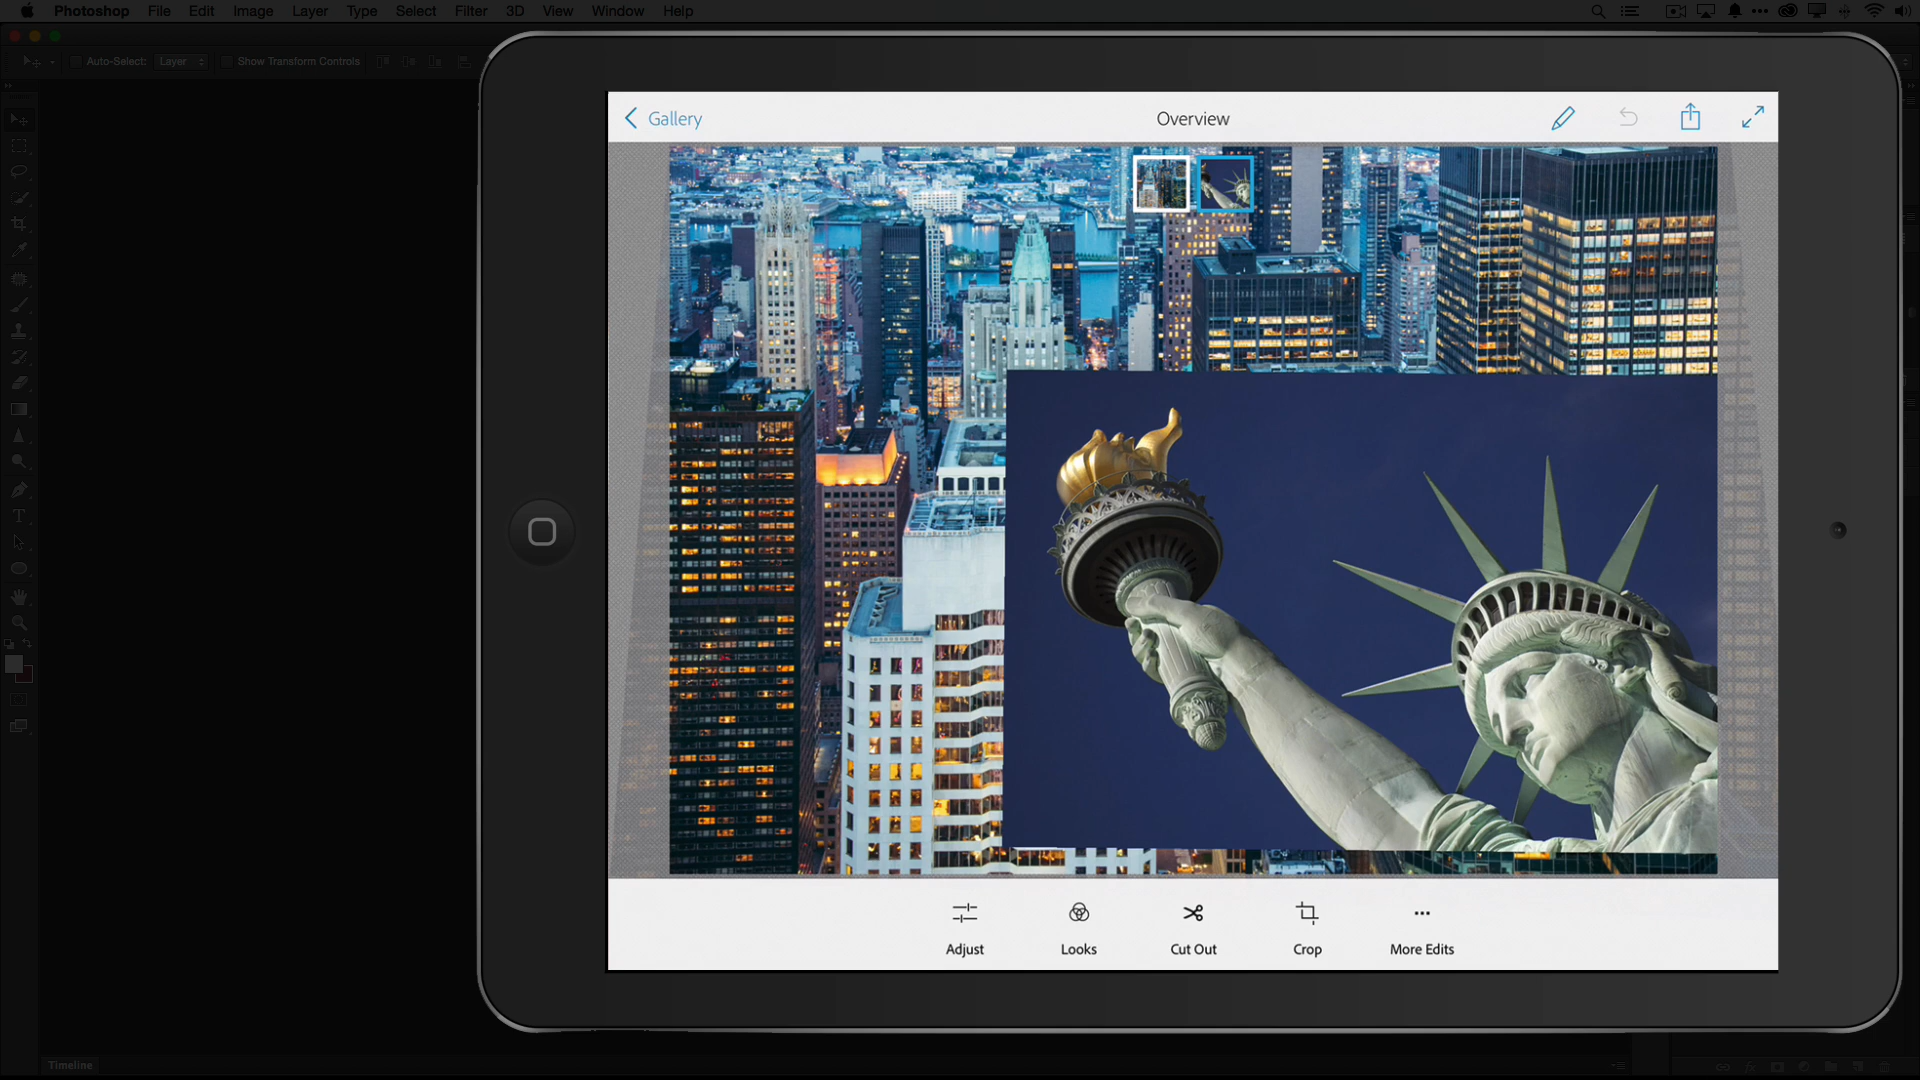 Photoshop File Edit Image Layer Type Select Filter 3D View Window Help
Auto-Select: Layer Show Transform Controls
Gallery Overview
Adjust Looks Cut Out Crop More Edits
Timeline